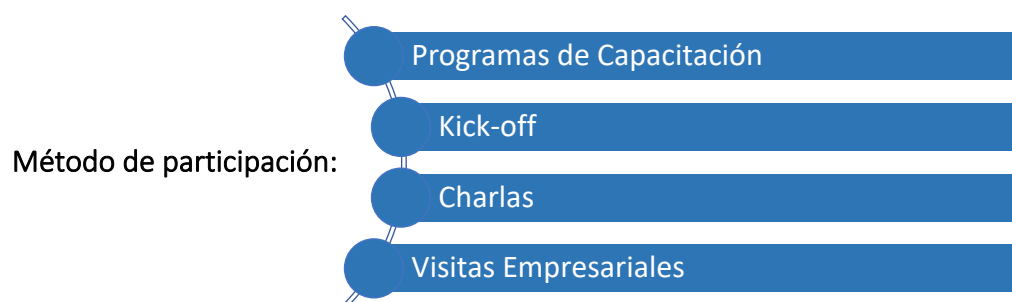 Método de participación:
Programas de Capacitación
Kick-off
Charlas
Visitas Empresariales